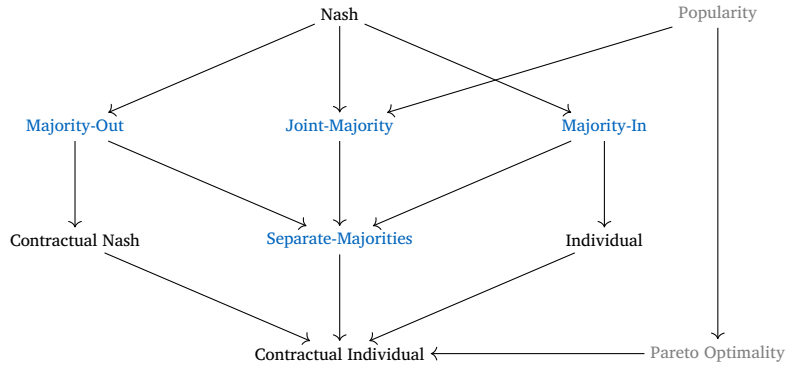 Nash
Popularity
Majority-Out
Joint-Majority
Majority-In
Contractual Nash
Separate-Majorities
Individual
Contractual Individual
Pareto Optimality